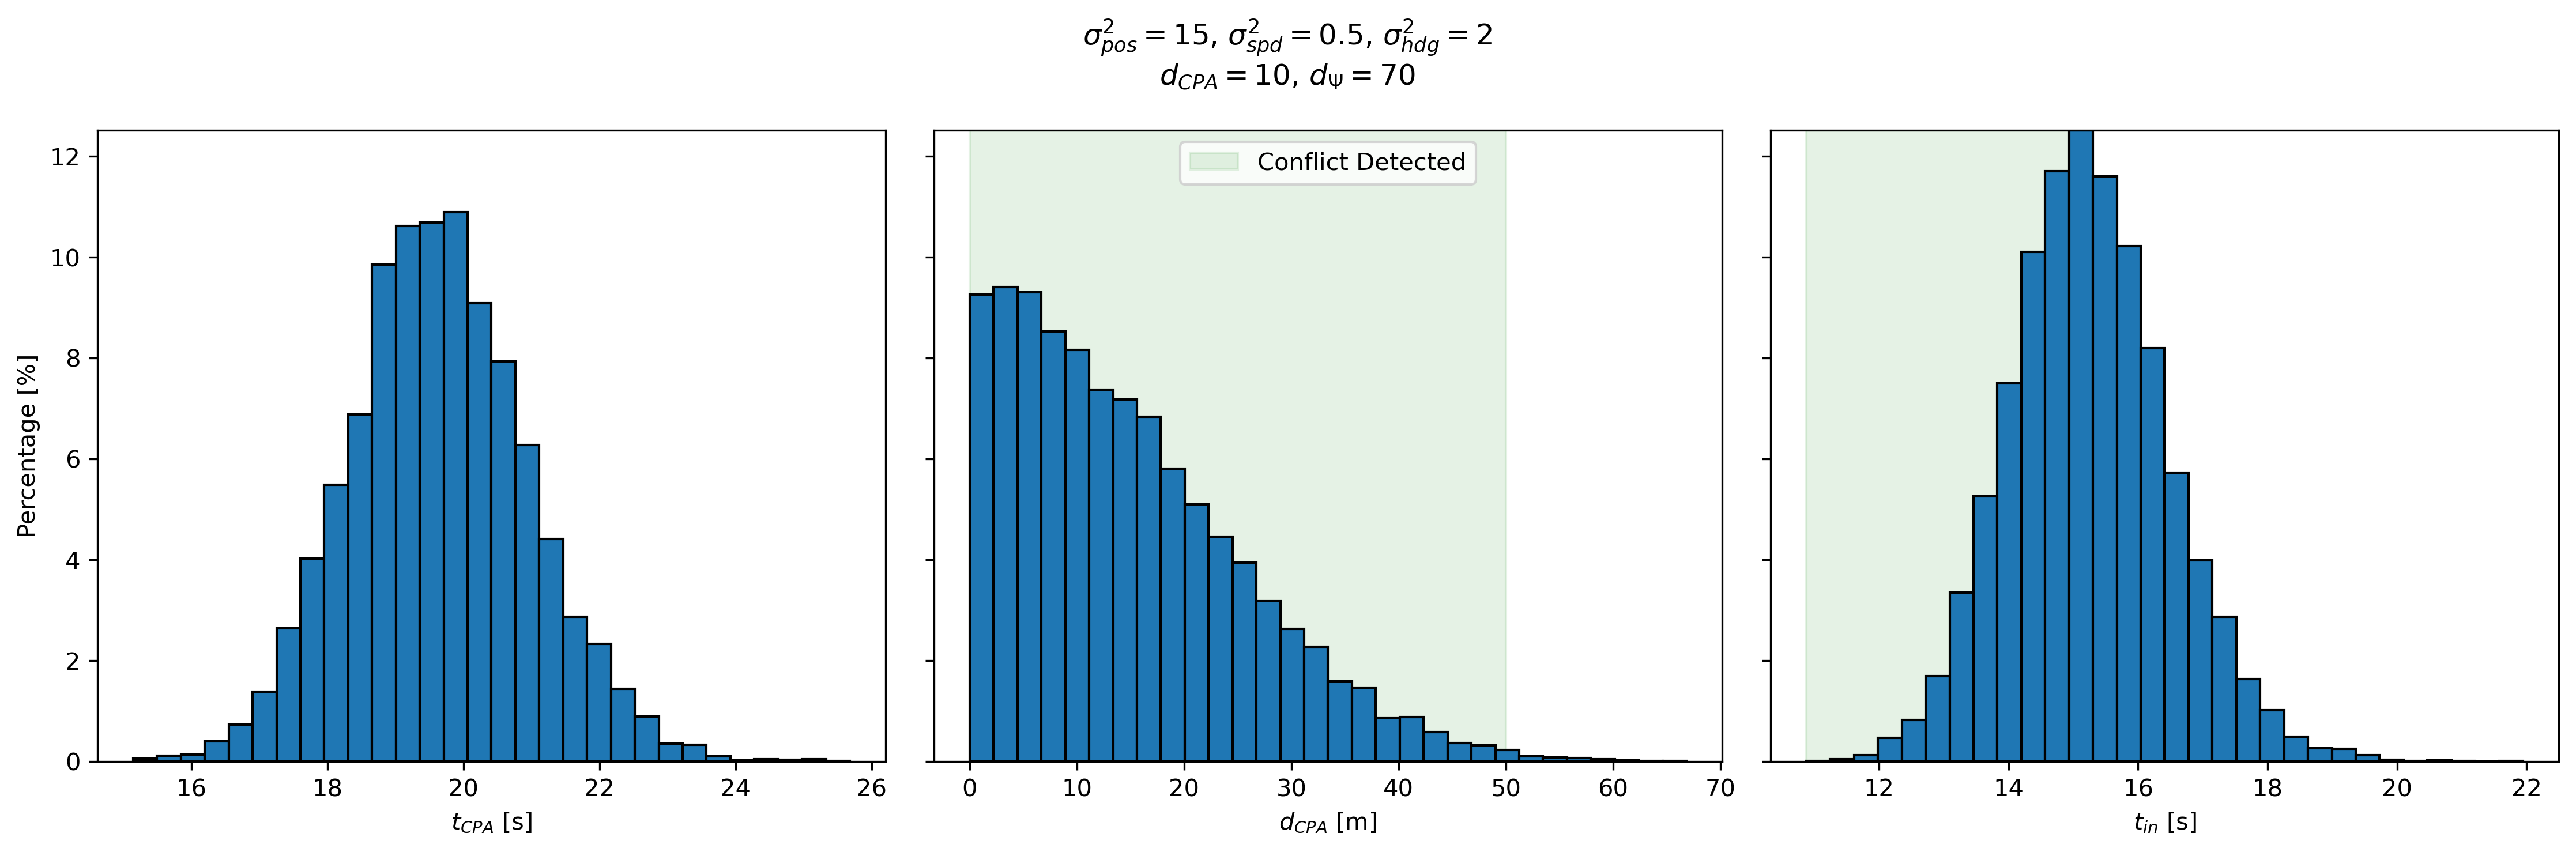 σ²pos = 15, σ²spd = 0.5, σ²hdg = 2
dCPA = 10, dΨ = 70
Percentage [%]
12
10
8
6
4
2
0
16 18 20 22 24 26
tCPA [s]
Conflict Detected
0 10 20 30 40 50 60 70
dCPA [m]
12 14 16 18 20 22
tin [s]